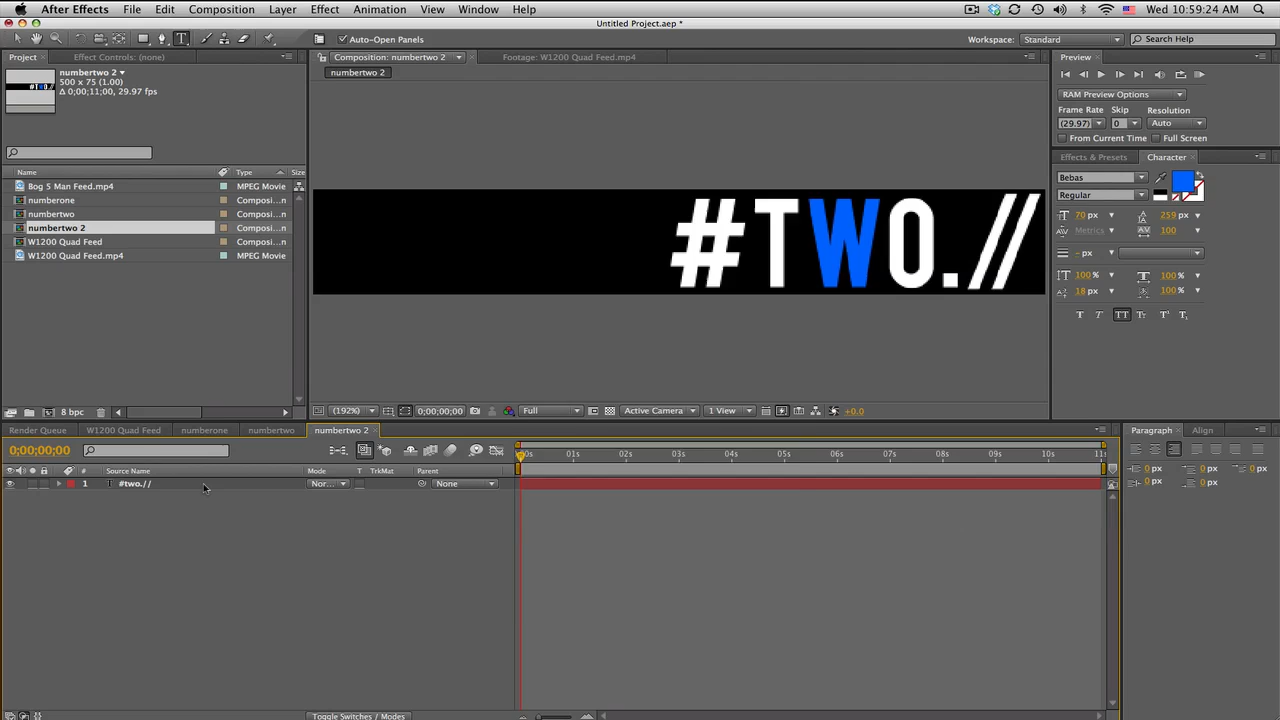 After Effects File Edit Composition Layer Effect Animation View Window Help Wed 10:59:24 AM
Untitled Project.aep *
Auto-Open Panels Workspace: Standard Search Help
Project Effect Controls: (none) Composition: numbertwo 2 Footage: W1200 Quad Feed.mp4 Preview
numbertwo 2
500 x 75 (1.00)
Δ 0;00;11;00, 29.97 fps
numbertwo 2
RAM Preview Options
Frame Rate Skip Resolution
(29.97) 0 Auto
From Current Time Full Screen
Effects & Presets Character
Name Type Size
Bog 5 Man Feed.mp4 MPEG Movie
numberone Composi...n
numbertwo Composi...n
numbertwo 2 Composi...n
W1200 Quad Feed Composi...n
W1200 Quad Feed.mp4 MPEG Movie
#TWO.//
Bebas
Regular
70 px 259 px
Metrics 100
- px
100 % 100 %
18 px 100 %
T T TT Tr T¹ T₁
8 bpc (192%) 0;00;00;00 Full Active Camera 1 View +0.0
Render Queue W1200 Quad Feed numberone numbertwo numbertwo 2 Paragraph Align
0;00;00;00
00s 01s 02s 03s 04s 05s 06s 07s 08s 09s 10s 11s
# Source Name Mode T TrkMat Parent
1 T #two.// Nor... None
0 px 0 px 0 px
0 px 0 px
Toggle Switches / Modes